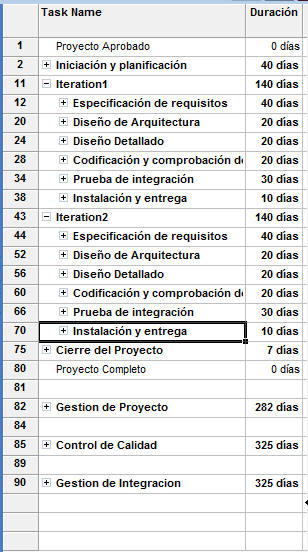 Task Name Duración
1 Proyecto Aprobado 0 días
2 Iniciación y planificación 40 días
11 Iteration1 140 días
12 Especificación de requisitos 40 días
20 Diseño de Arquitectura 20 días
24 Diseño Detallado 20 días
28 Codificación y comprobación de 20 días
34 Prueba de integración 30 días
38 Instalación y entrega 10 días
43 Iteration2 140 días
44 Especificación de requisitos 40 días
52 Diseño de Arquitectura 20 días
56 Diseño Detallado 20 días
60 Codificación y comprobación de 20 días
66 Prueba de integración 30 días
70 Instalación y entrega 10 días
75 Cierre del Proyecto 7 días
80 Proyecto Completo 0 días
81
82 Gestion de Proyecto 282 días
84
85 Control de Calidad 325 días
89
90 Gestion de Integracion 325 días